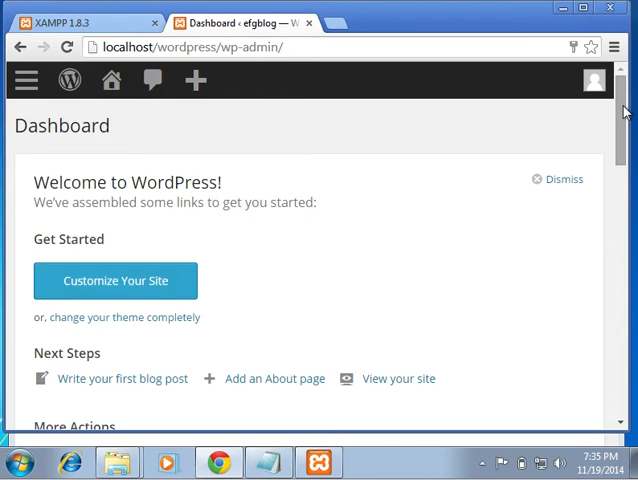 XAMPP 1.8.3
Dashboard ‹ efgblog — W
localhost/wordpress/wp-admin/
Dashboard
Welcome to WordPress!
Dismiss
We've assembled some links to get you started:
Get Started
Customize Your Site
or, change your theme completely
Next Steps
Write your first blog post
Add an About page
View your site
More Actions
7:35 PM
11/19/2014